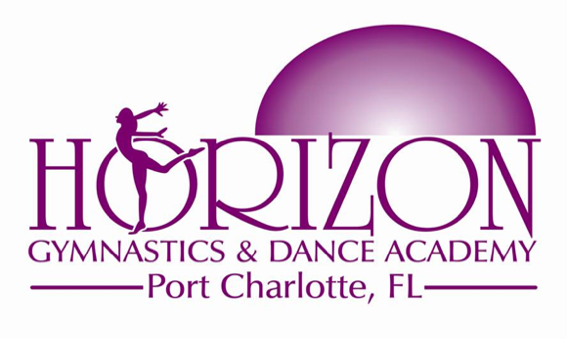 HORIZON
GYMNASTICS & DANCE ACADEMY
Port Charlotte, FL